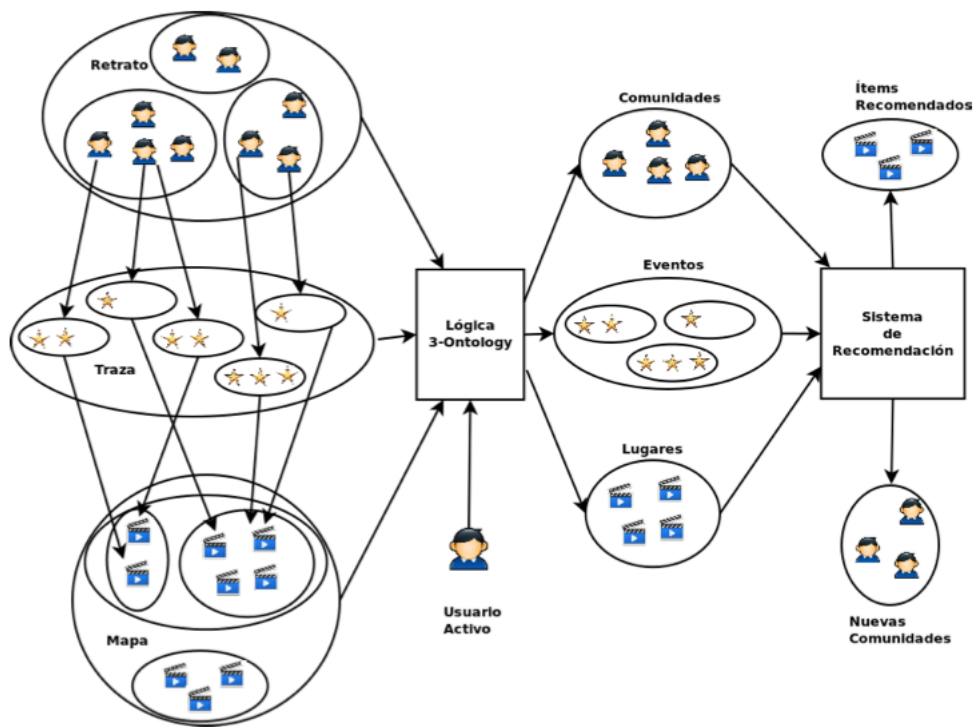 Retrato
Comunidades
Ítems
Recomendados
Traza
Lógica
3-Ontology
Eventos
Sistema
de
Recomendación
Lugares
Mapa
Usuario
Activo
Nuevas
Comunidades